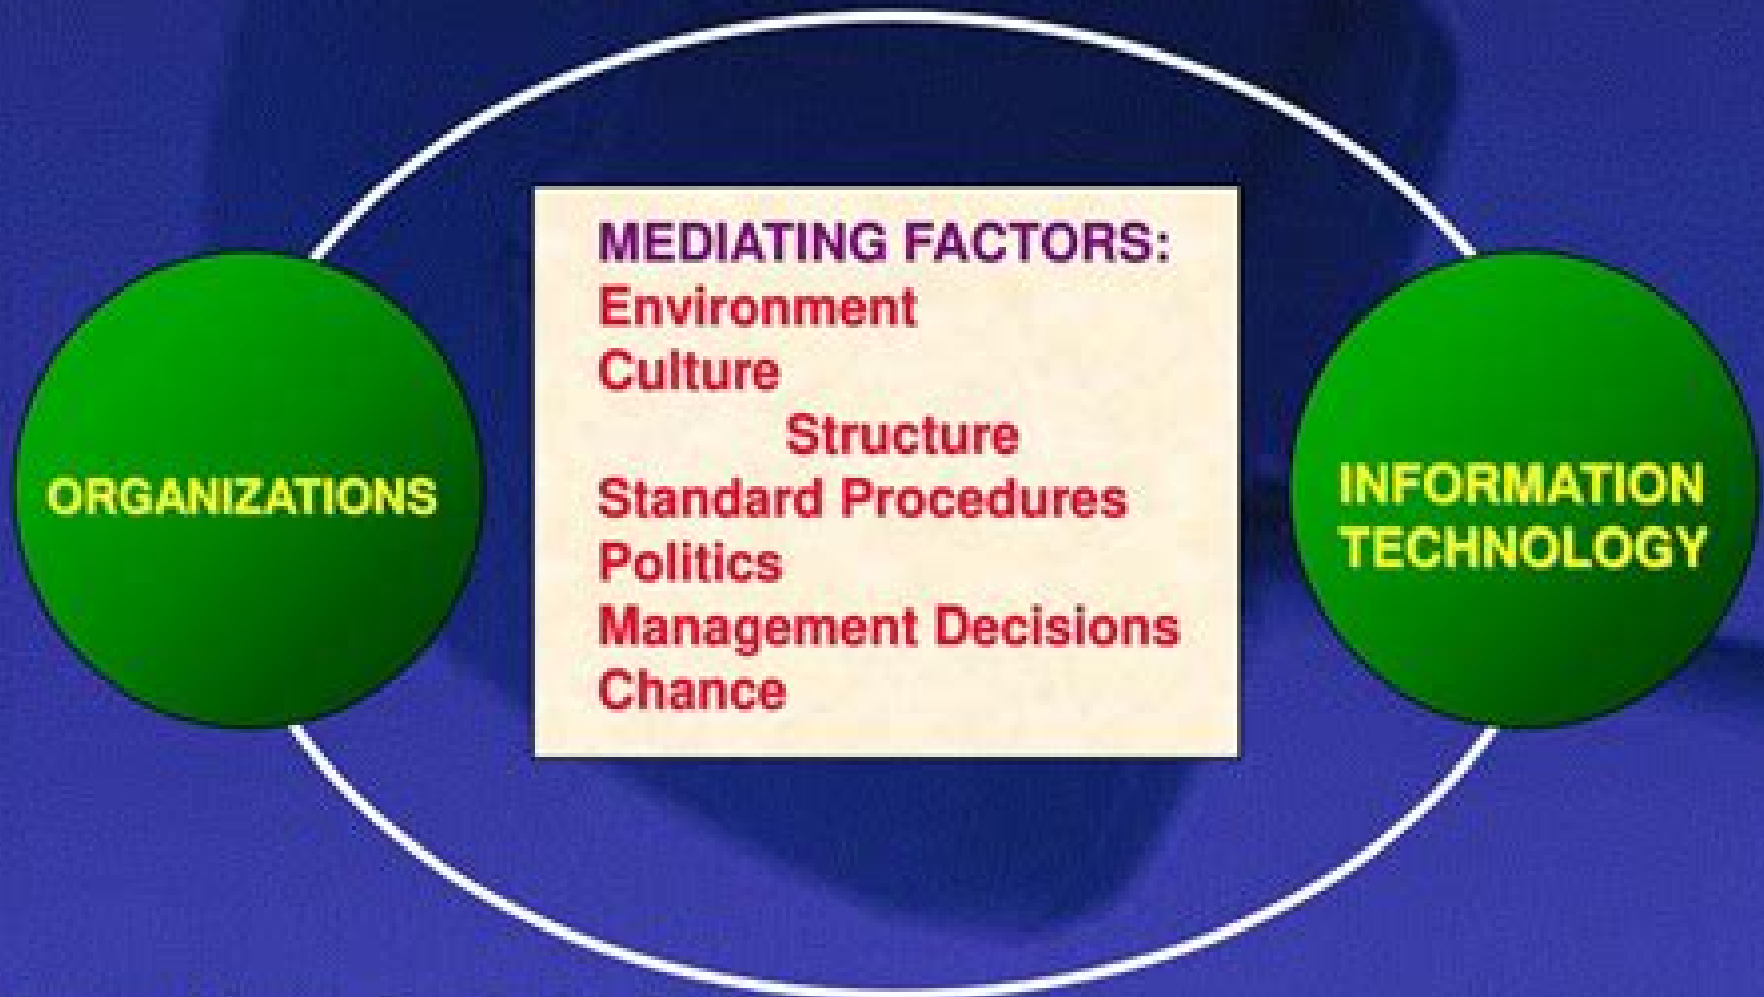 MEDIATING FACTORS:
Environment
Culture
Structure
Standard Procedures
Politics
Management Decisions
Chance
ORGANIZATIONS
INFORMATION
TECHNOLOGY